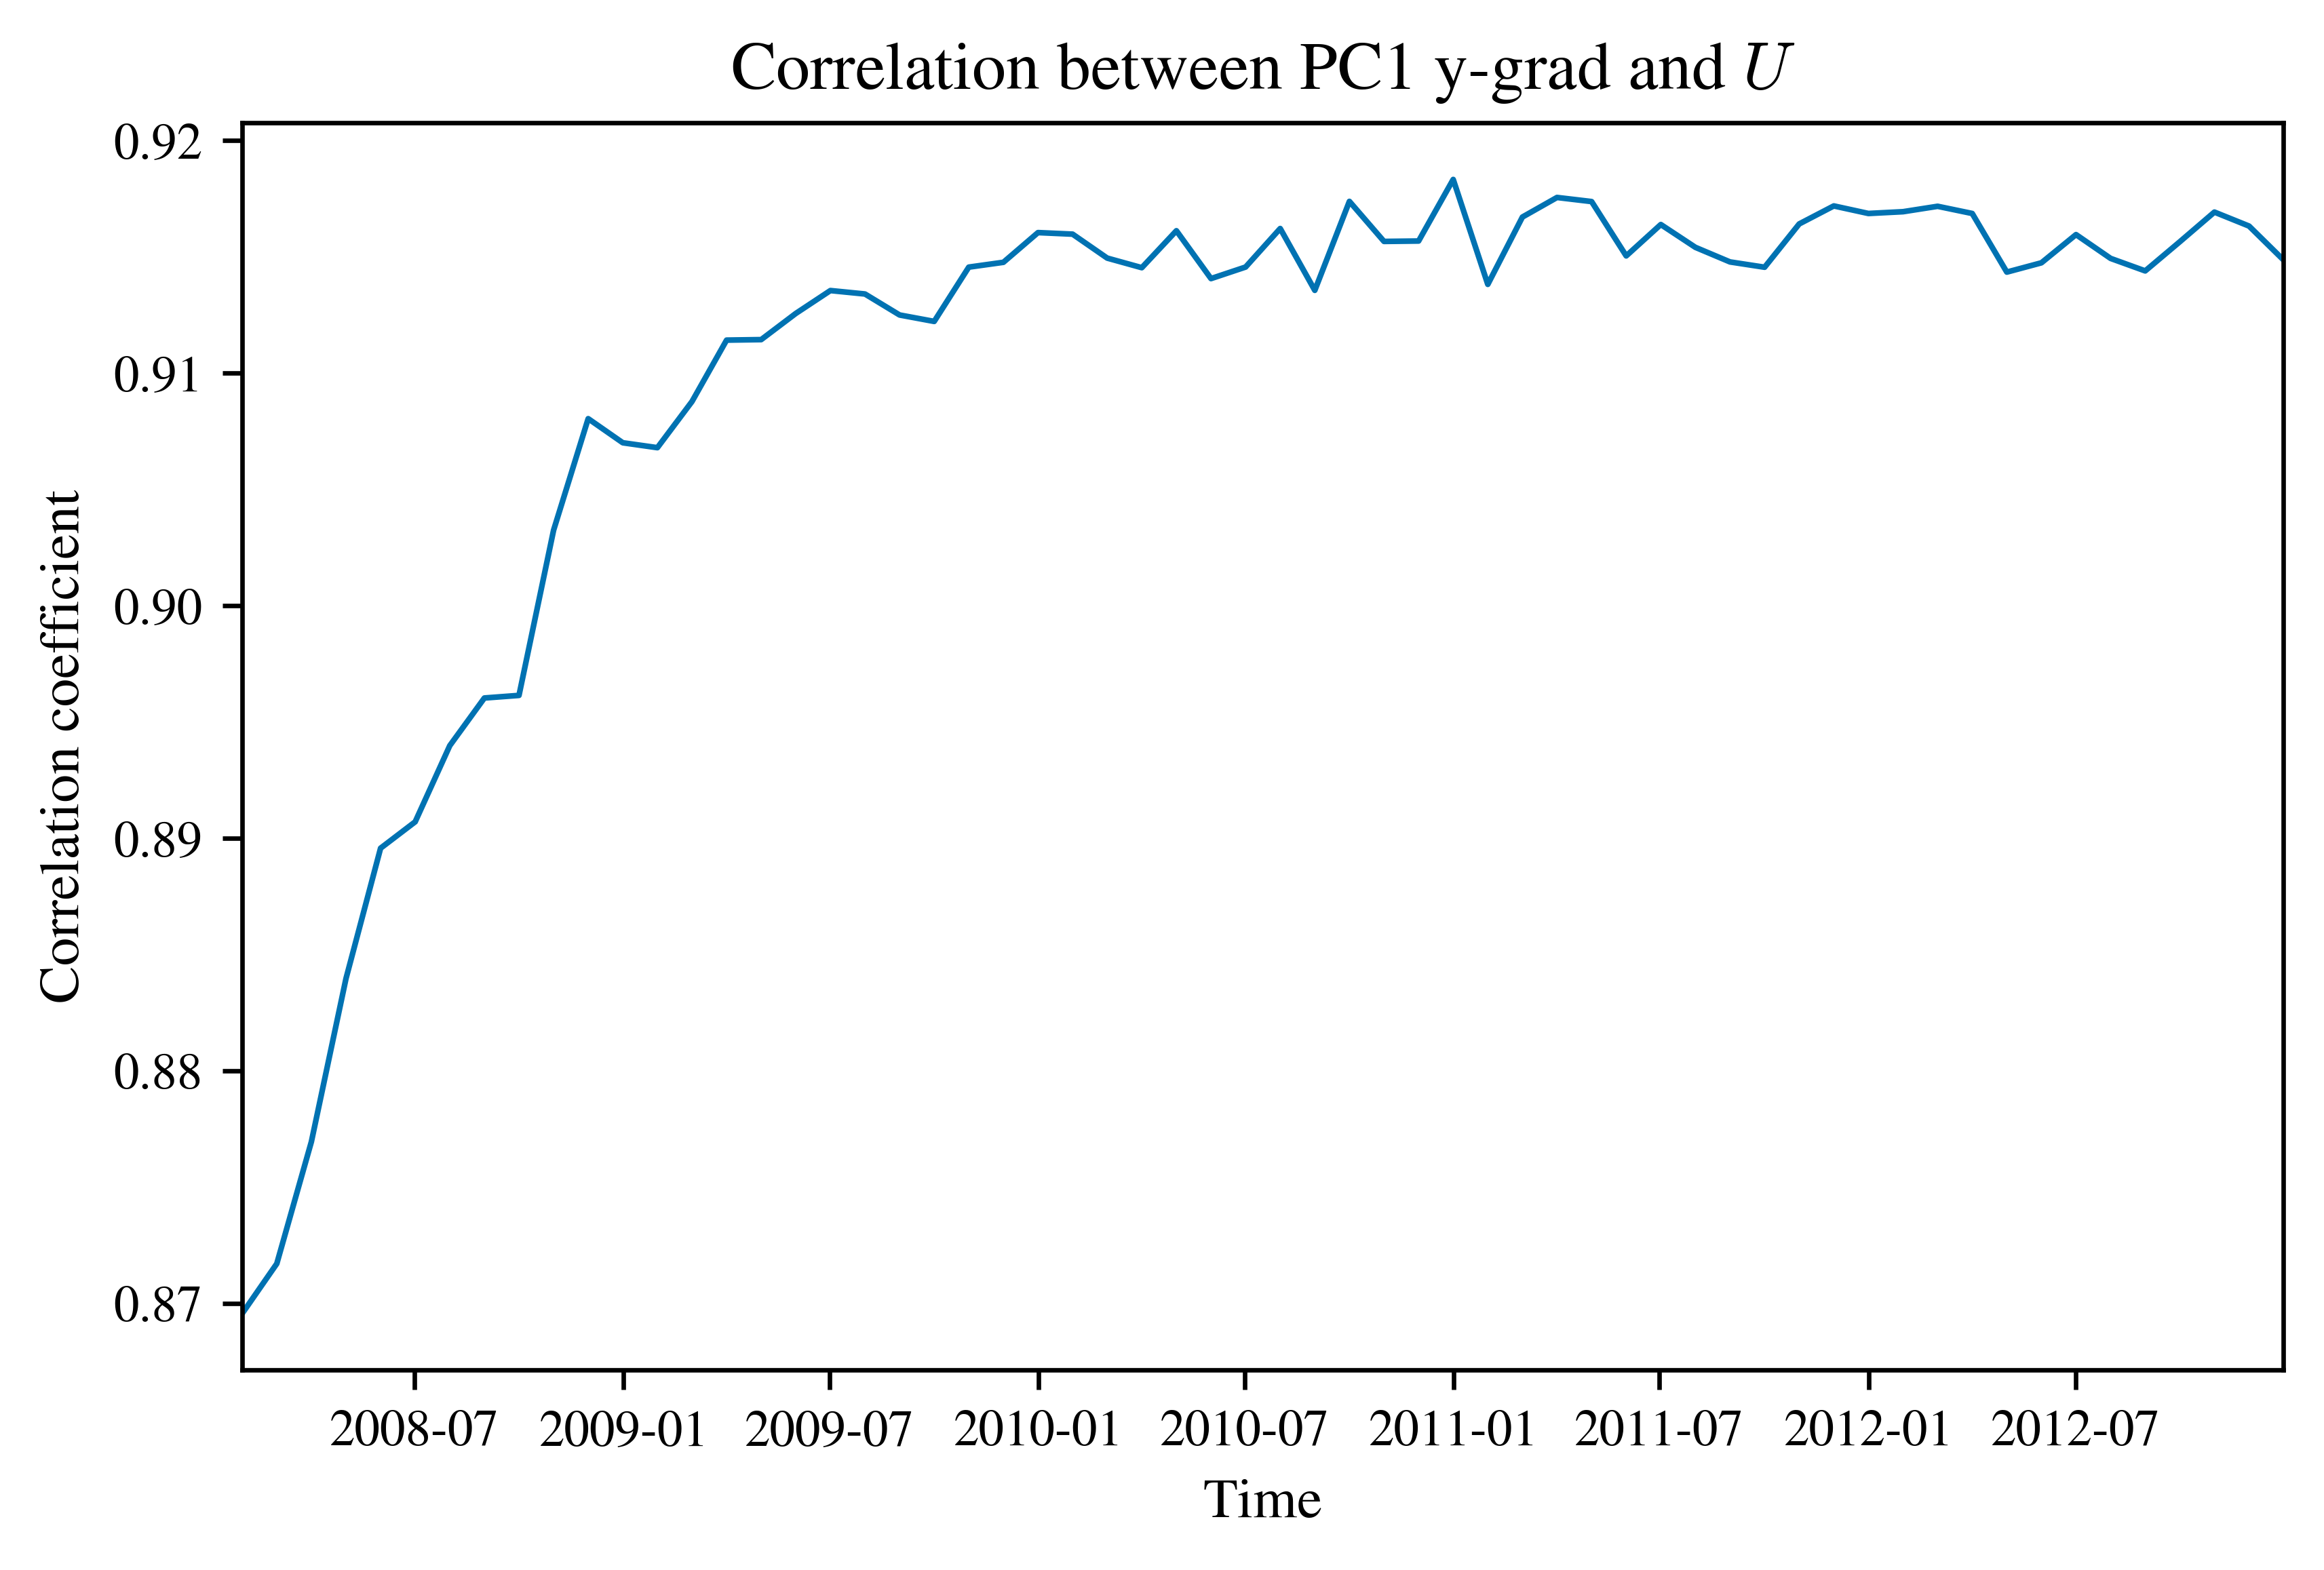 Correlation between PC1 y-grad and U
0.92
0.91
0.90
0.89
0.88
0.87
Correlation coefficient
2008-07 2009-01 2009-07 2010-01 2010-07 2011-01 2011-07 2012-01 2012-07
Time